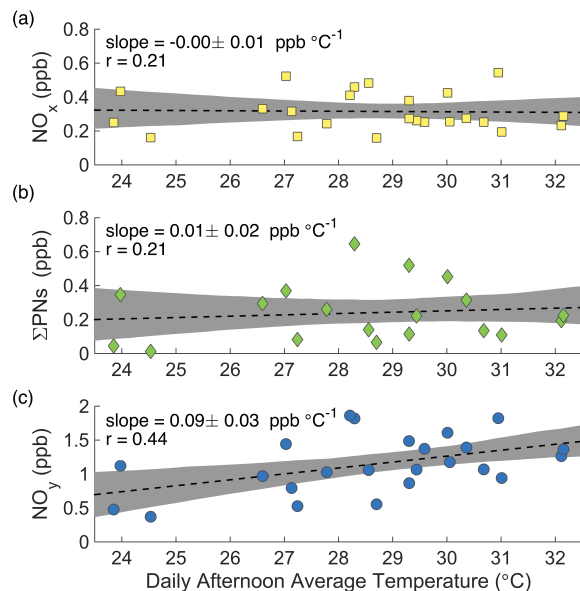 (a)
slope = -0.00± 0.01 ppb °C⁻¹
r = 0.21
NOₓ (ppb)
0.8
0.6
0.4
0.2
0
24 25 26 27 28 29 30 31 32
(b)
slope = 0.01± 0.02 ppb °C⁻¹
r = 0.21
ΣPNs (ppb)
0.8
0.6
0.4
0.2
0
24 25 26 27 28 29 30 31 32
(c)
slope = 0.09± 0.03 ppb °C⁻¹
r = 0.44
NOᵧ (ppb)
2
1.5
1
0.5
0
24 25 26 27 28 29 30 31 32
Daily Afternoon Average Temperature (°C)